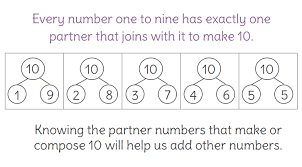 Every number one to nine has exactly one
partner that joins with it to make 10.
10 10 10 10 10
1 9 2 8 3 7 4 6 5 5
Knowing the partner numbers that make or
compose 10 will help us add other numbers.